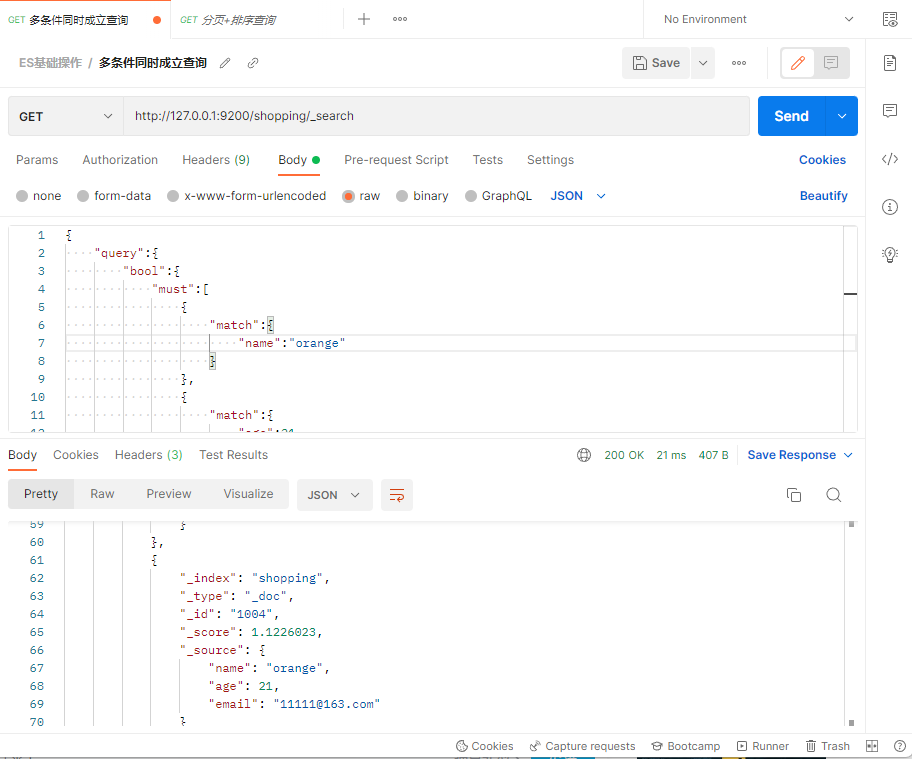 GET 多条件同时成立查询 GET 分页+排序查询 No Environment
ES基础操作 / 多条件同时成立查询 Save
GET http://127.0.0.1:9200/shopping/_search Send
Params Authorization Headers (9) Body Pre-request Script Tests Settings Cookies
none form-data x-www-form-urlencoded raw binary GraphQL JSON Beautify
1 {
2 "query":{
3 "bool":{
4 "must":[
5 {
6 "match":{
7 "name":"orange"
8 }
9 },
10 {
11 "match":{
12 "age":21
Body Cookies Headers (3) Test Results 200 OK 21 ms 407 B Save Response
Pretty Raw Preview Visualize JSON
59 }
60 },
61 {
62 "_index": "shopping",
63 "_type": "_doc",
64 "_id": "1004",
65 "_score": 1.1226023,
66 "_source": {
67 "name": "orange",
68 "age": 21,
69 "email": "11111@163.com"
70 }
Cookies Capture requests Bootcamp Runner Trash